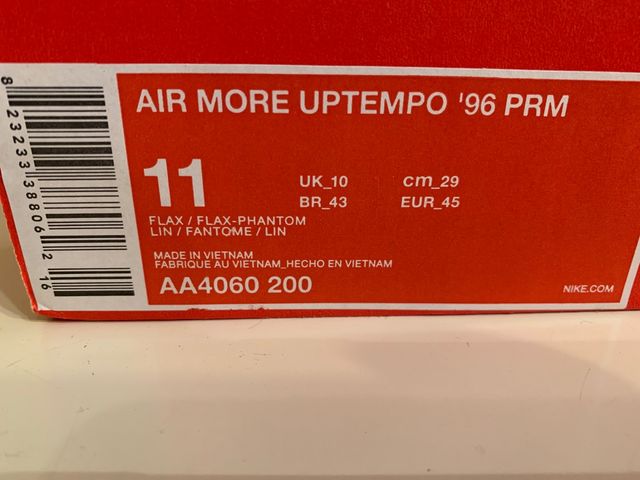 AIR MORE UPTEMPO '96 PRM
11
UK_10 cm_29
BR_43 EUR_45
FLAX / FLAX-PHANTOM
LIN / FANTOME / LIN
MADE IN VIETNAM
FABRIQUE AU VIETNAM_HECHO EN VIETNAM
AA4060 200
NIKE.COM
8 23233 38806 2 16